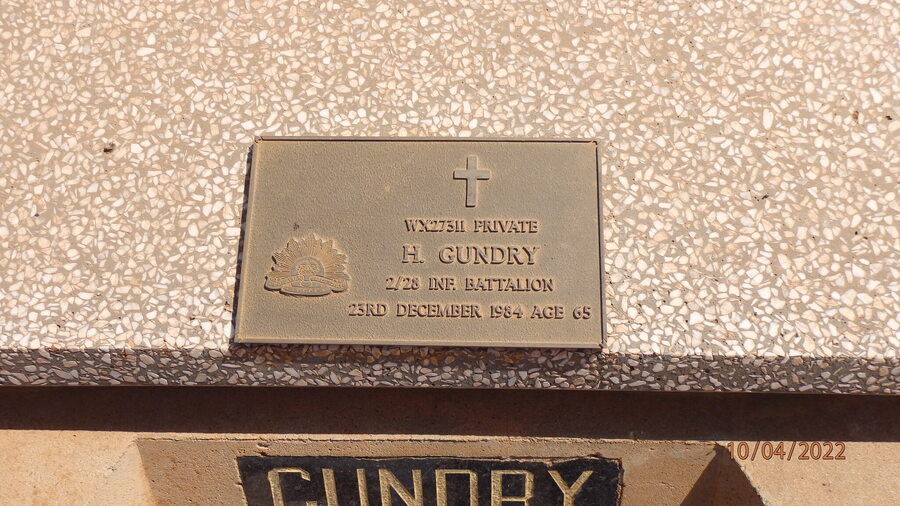 WX27311 PRIVATE
H. GUNDRY
2/28 INF. BATTALION
23RD DECEMBER 1984 AGE 65
GUNDRY
10/04/2022